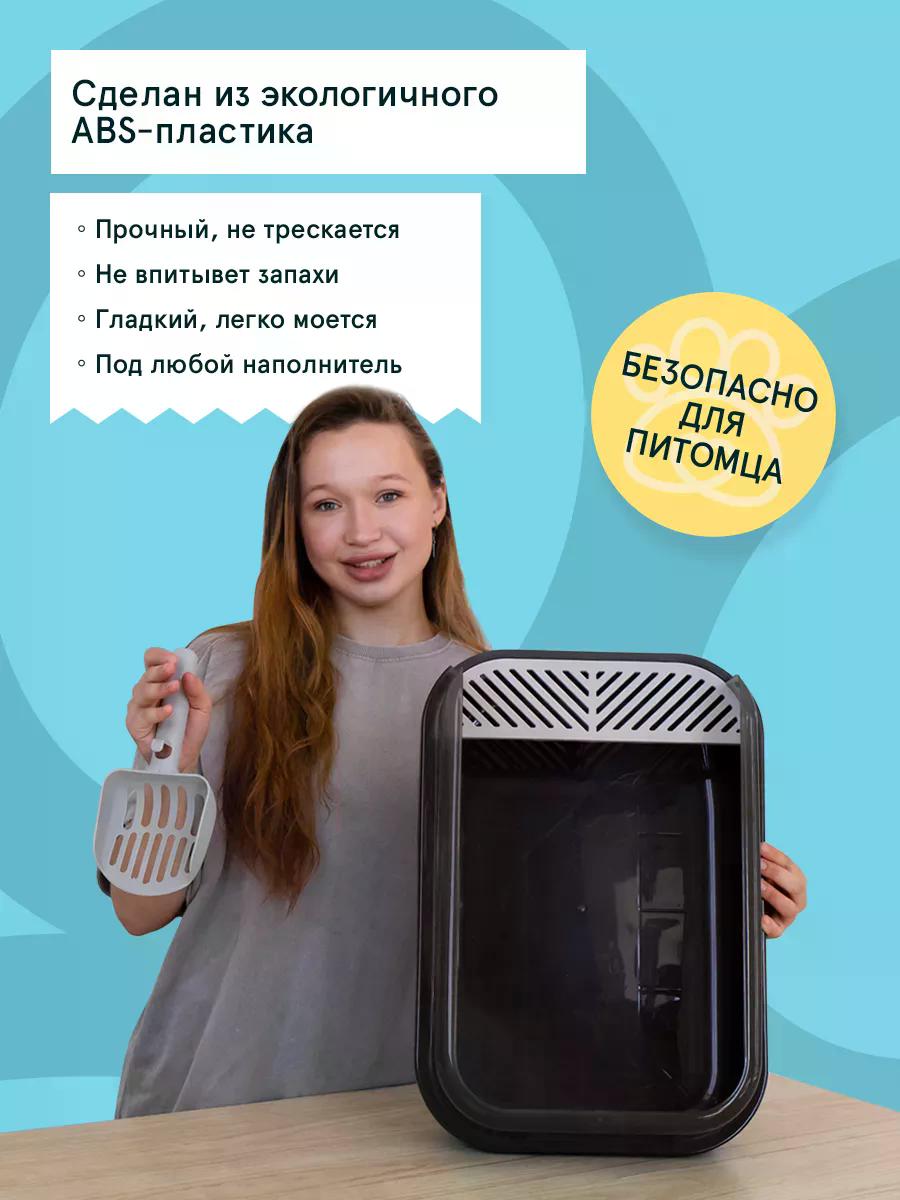 Сделан из экологичного
ABS-пластика
◦ Прочный, не трескается
◦ Не впитывет запахи
◦ Гладкий, легко моется
◦ Под любой наполнитель
БЕЗОПАСНО
ДЛЯ
ПИТОМЦА